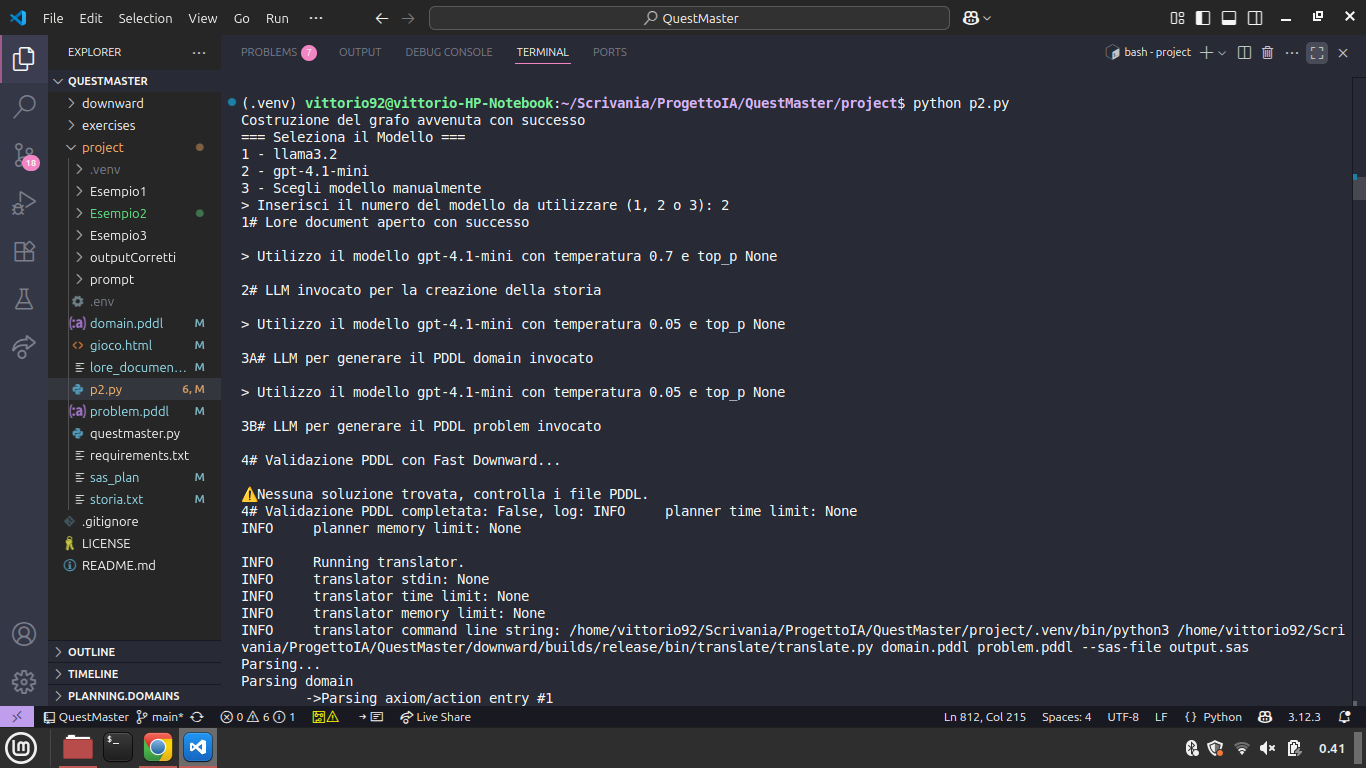 File Edit Selection View Go Run ··· QuestMaster
EXPLORER ···
PROBLEMS 7 OUTPUT DEBUG CONSOLE TERMINAL PORTS bash - project
QUESTMASTER
downward
exercises
project
.venv
Esempio1
Esempio2
Esempio3
outputCorretti
prompt
.env
domain.pddl M
gioco.html M
lore_documen... M
p2.py 6, M
problem.pddl M
questmaster.py
requirements.txt
sas_plan M
storia.txt M
.gitignore
LICENSE
README.md
OUTLINE
TIMELINE
PLANNING.DOMAINS
18
(.venv) vittorio92@vittorio-HP-Notebook:~/Scrivania/ProgettoIA/QuestMaster/project$ python p2.py
Costruzione del grafo avvenuta con successo
=== Seleziona il Modello ===
1 - llama3.2
2 - gpt-4.1-mini
3 - Scegli modello manualmente
> Inserisci il numero del modello da utilizzare (1, 2 o 3): 2
1# Lore document aperto con successo
> Utilizzo il modello gpt-4.1-mini con temperatura 0.7 e top_p None
2# LLM invocato per la creazione della storia
> Utilizzo il modello gpt-4.1-mini con temperatura 0.05 e top_p None
3A# LLM per generare il PDDL domain invocato
> Utilizzo il modello gpt-4.1-mini con temperatura 0.05 e top_p None
3B# LLM per generare il PDDL problem invocato
4# Validazione PDDL con Fast Downward...
⚠️Nessuna soluzione trovata, controlla i file PDDL.
4# Validazione PDDL completata: False, log: INFO     planner time limit: None
INFO     planner memory limit: None
INFO     Running translator.
INFO     translator stdin: None
INFO     translator time limit: None
INFO     translator memory limit: None
INFO     translator command line string: /home/vittorio92/Scrivania/ProgettoIA/QuestMaster/project/.venv/bin/python3 /home/vittorio92/Scri
vania/ProgettoIA/QuestMaster/downward/builds/release/bin/translate/translate.py domain.pddl problem.pddl --sas-file output.sas
Parsing...
Parsing domain
->Parsing axiom/action entry #1
QuestMaster main* 0 6 1 Live Share Ln 812, Col 215 Spaces: 4 UTF-8 LF {} Python 3.12.3
0.41